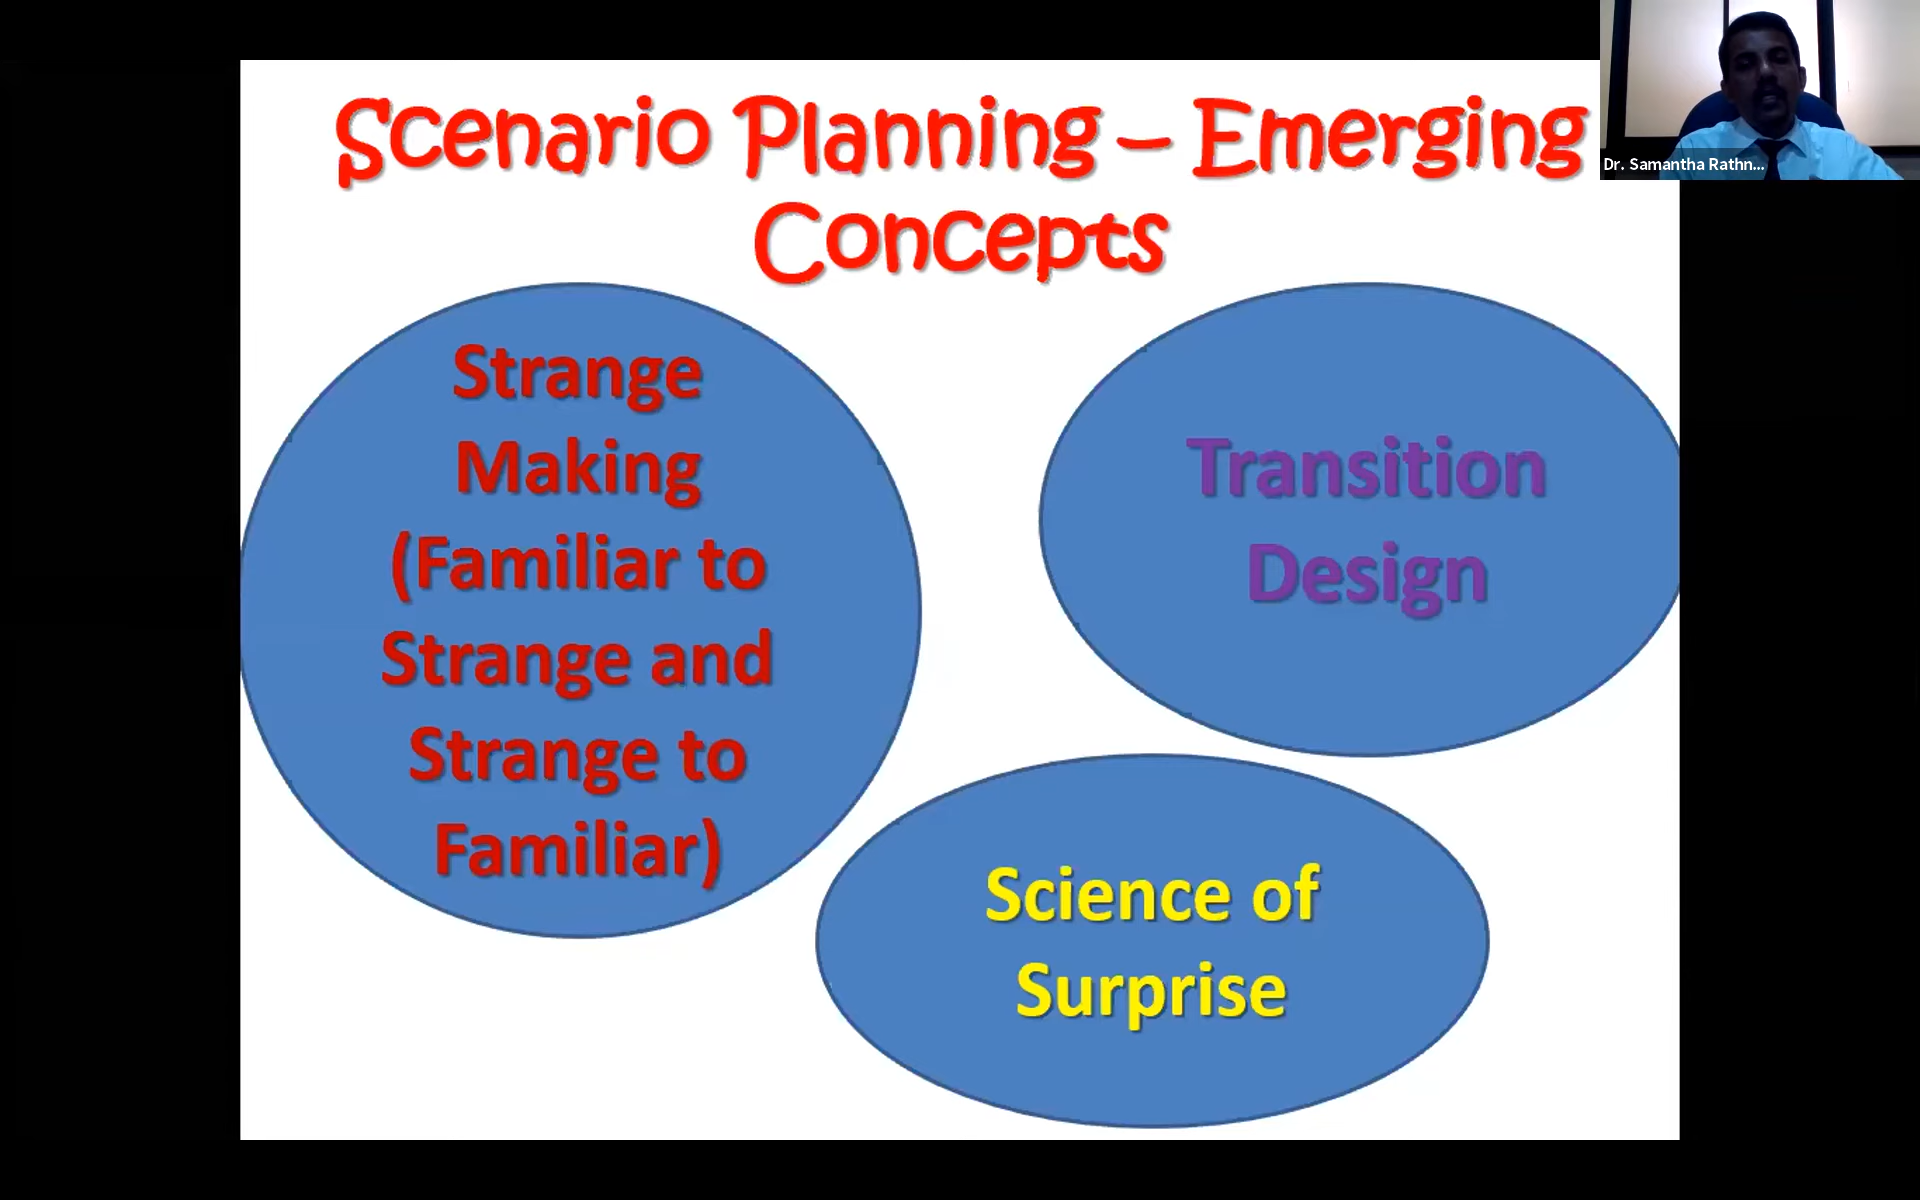 Scenario Planning – Emerging
Concepts
Dr. Samantha Rathn...
Strange
Making
(Familiar to
Strange and
Strange to
Familiar)
Transition
Design
Science of
Surprise